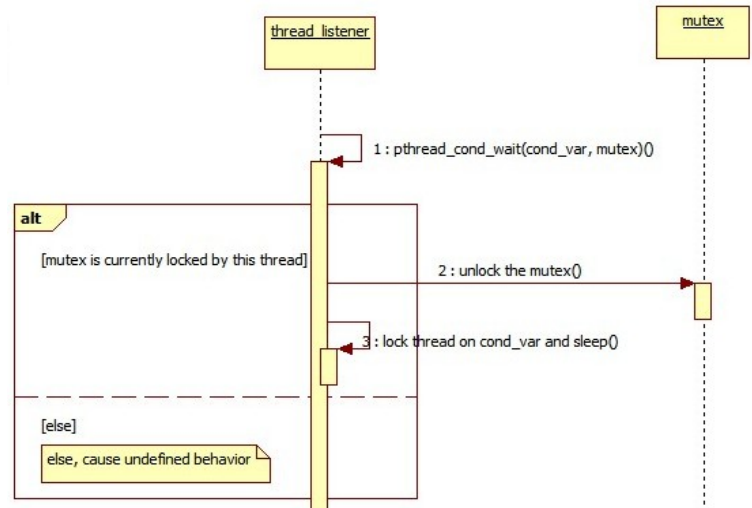 thread_listener
mutex
1 : pthread_cond_wait(cond_var, mutex)()
alt
[mutex is currently locked by this thread]
2 : unlock the mutex()
3 : lock thread on cond_var and sleep()
[else]
else, cause undefined behavior